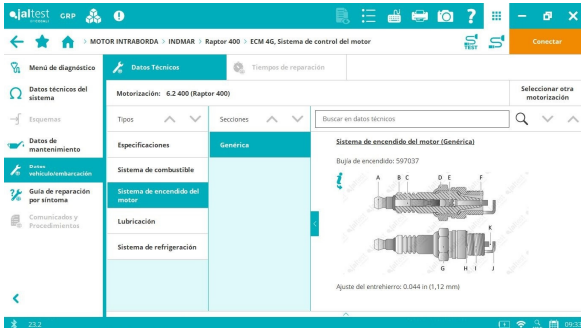 jaltest GRP
MOTOR INTRABORDA > INDMAR > Raptor 400 > ECM 4G, Sistema de control del motor
TEST
Conectar
Menú de diagnóstico
Datos técnicos del sistema
Esquemas
Datos de mantenimiento
Datos vehículo/embarcación
Guía de reparación por síntoma
Comunicados y Procedimientos
Datos Técnicos
Tiempos de reparación
Motorización: 6.2 400 (Raptor 400)
Seleccionar otra motorización
Tipos
Secciones
Buscar en datos técnicos
Especificaciones
Sistema de combustible
Sistema de encendido del motor
Lubricación
Sistema de refrigeración
Genérica
Sistema de encendido del motor (Genérica)
Bujía de encendido: 597037
A B C D E F
K
G H I J
Ajuste del entrehierro: 0.044 in (1,12 mm)
23.2
09:33